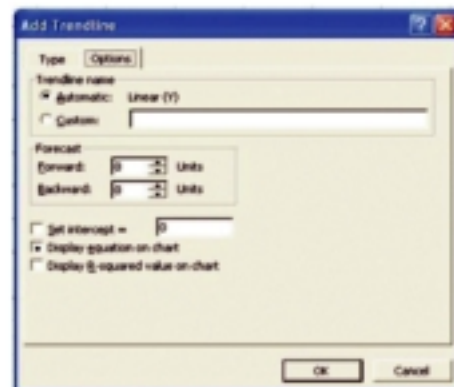 Add Trendline
Type Options
Trendline name
Automatic: Linear (Y)
Custom:
Forecast
Forward: 0 Units
Backward: 0 Units
Set intercept = 0
Display equation on chart
Display R-squared value on chart
OK Cancel